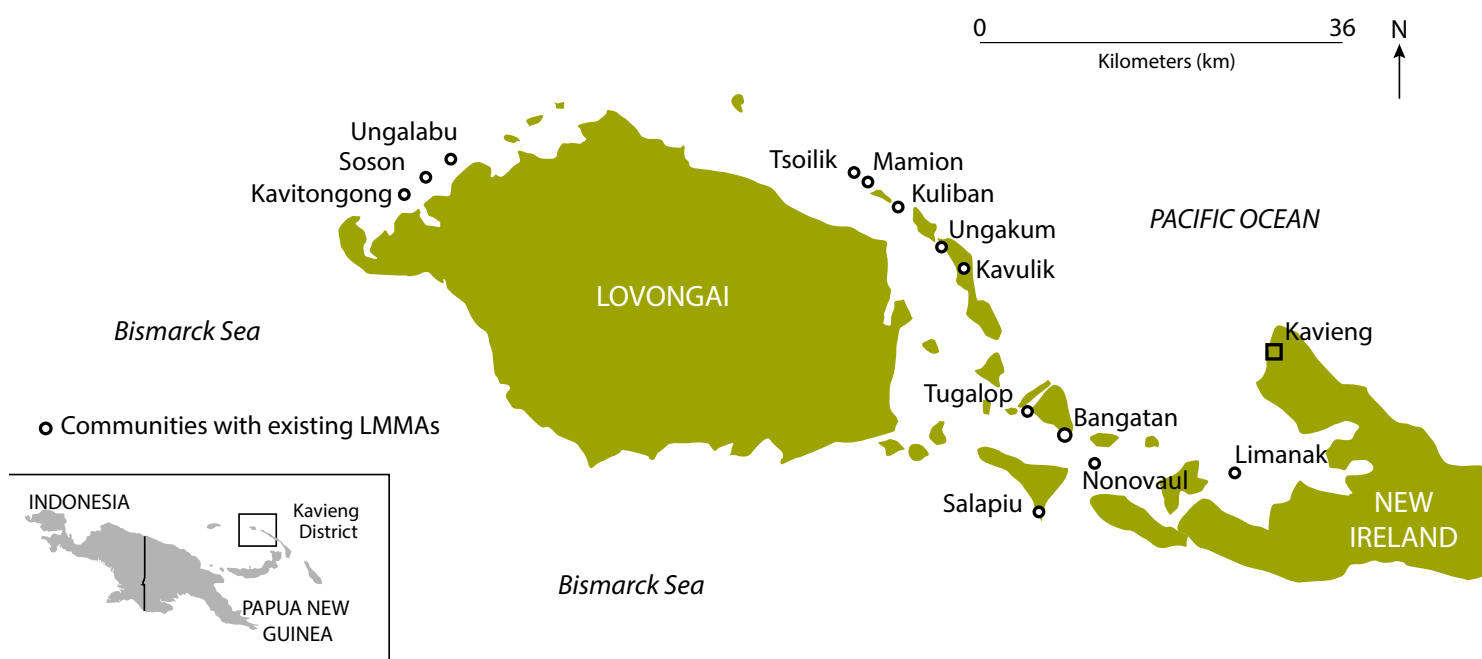 0 36
Kilometers (km)
N
Ungalabu
Soson
Kavitongong
Tsoilik
Mamion
Kuliban
Ungakum
Kavulik
PACIFIC OCEAN
LOVONGAI
Bismarck Sea
Kavieng
Tugalop
Bangatan
Communities with existing LMMAs
Limanak
Nonovaul
Salapiu
NEW
IRELAND
Bismarck Sea
INDONESIA
Kavieng
District
PAPUA NEW
GUINEA